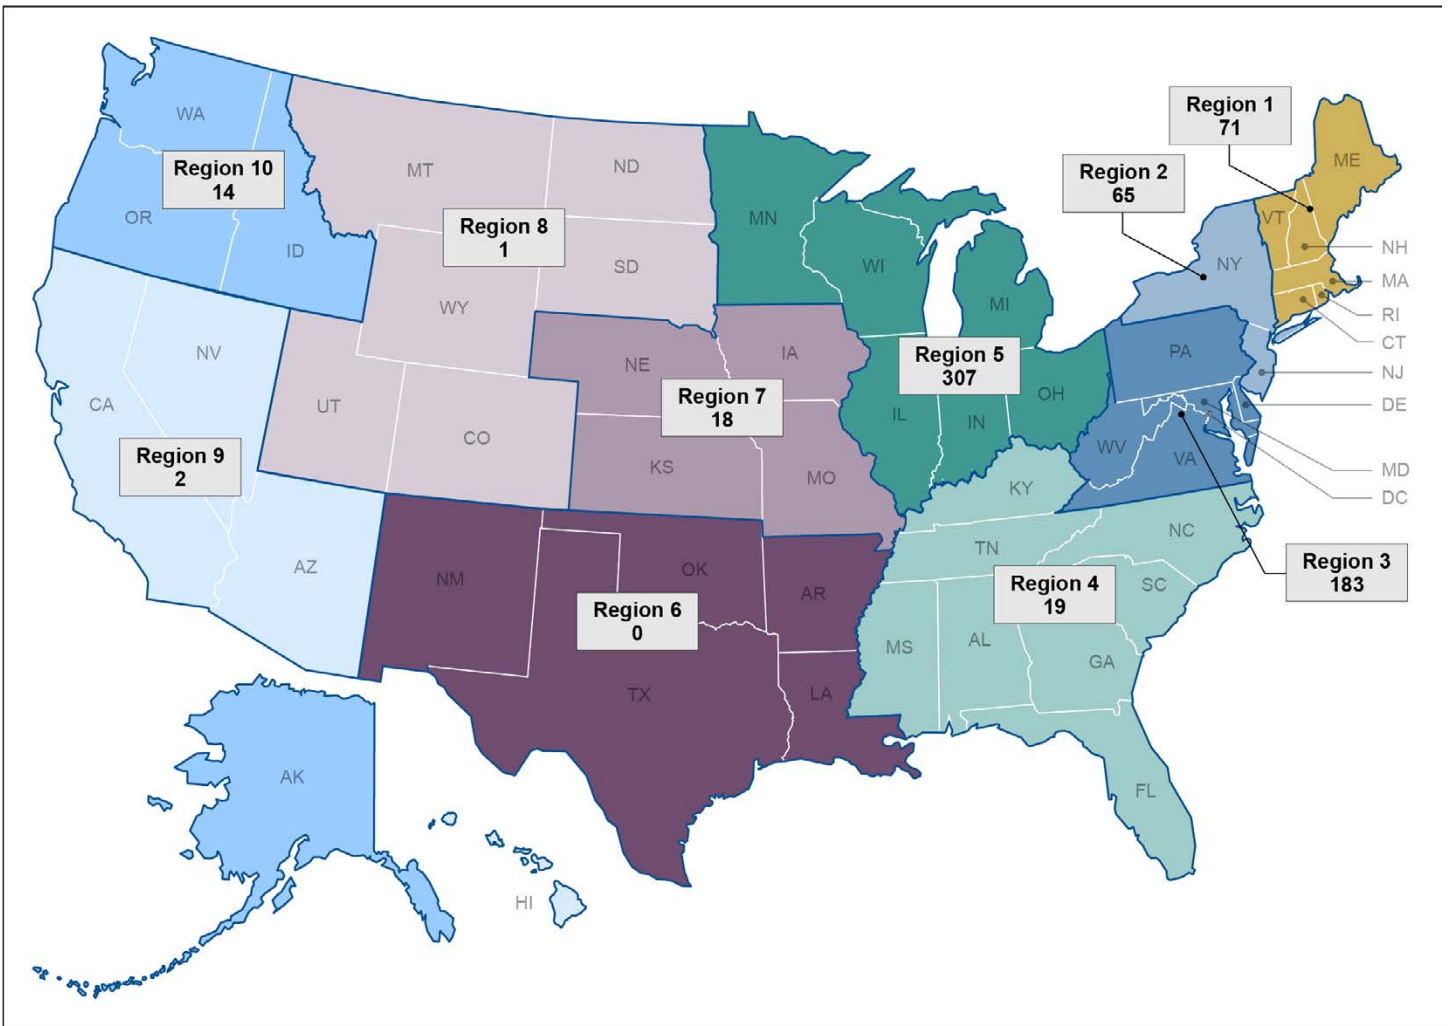 Region 1
71
Region 2
65
ME
WA
Region 10
14
MT
ND
VT
OR
MN
Region 8
1
ID
NY
NH
SD
WI
MA
WY
MI
RI
NV
IA
PA
CT
NE
Region 5
307
NJ
CA
UT
Region 7
18
OH
DE
CO
IL
IN
WV
VA
Region 9
2
KS
MO
KY
MD
DC
NC
TN
AZ
NM
OK
AR
Region 4
19
SC
Region 3
183
Region 6
0
MS
AL
GA
TX
LA
AK
FL
HI